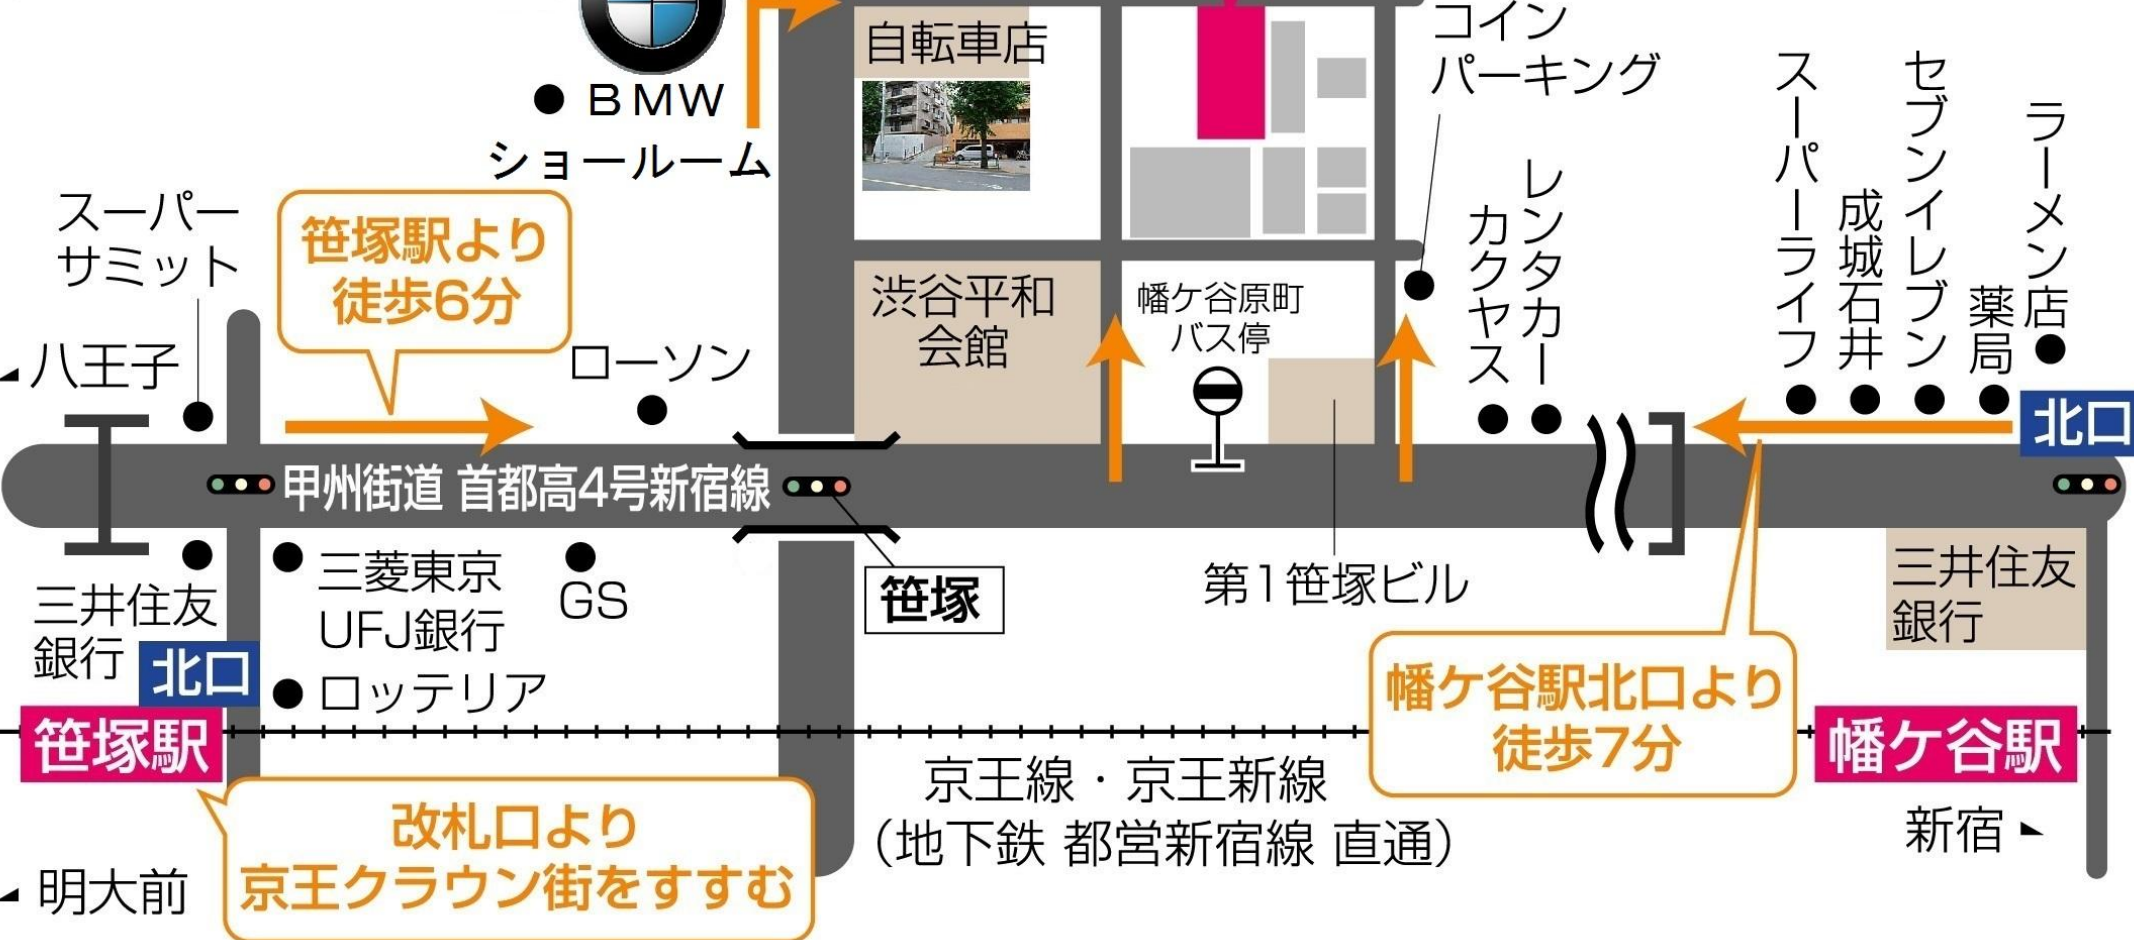 自転車店
コイン
パーキング
BMW
ショールーム
スーパー
サミット
笹塚駅より
徒歩6分
八王子
ローソン
渋谷平和
会館
幡ケ谷原町
バス停
カクヤス
レンタカー
スーパーライフ
成城石井
セブンイレブン
薬局
ラーメン店
北口
甲州街道 首都高4号新宿線
三井住友
銀行
三菱東京
UFJ銀行
GS
笹塚
第1笹塚ビル
三井住友
銀行
北口
ロッテリア
幡ケ谷駅北口より
徒歩7分
笹塚駅
幡ケ谷駅
京王線・京王新線
(地下鉄 都営新宿線 直通)
新宿
改札口より
京王クラウン街をすすむ
明大前